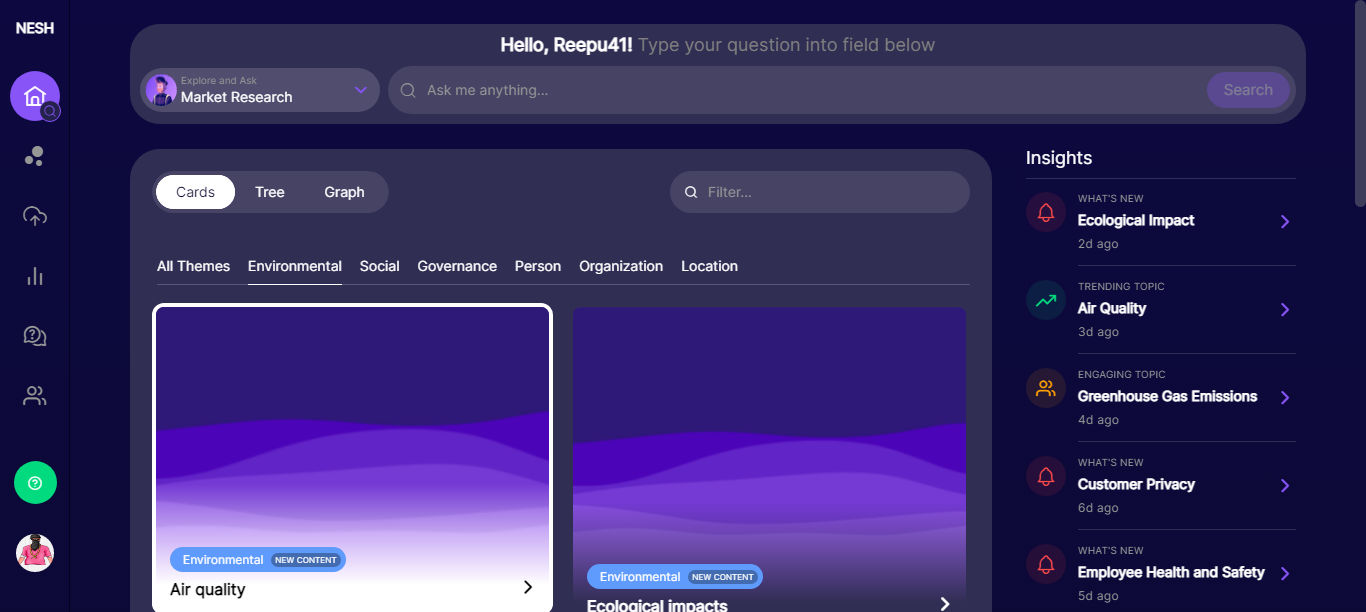 NESH
Hello, Reepu41! Type your question into field below
Explore and Ask
Market Research
Ask me anything...
Search
Cards Tree Graph
Filter...
All Themes Environmental Social Governance Person Organization Location
Environmental NEW CONTENT
Air quality
Environmental NEW CONTENT
Ecological impacts
Insights
WHAT'S NEW
Ecological Impact
2d ago
TRENDING TOPIC
Air Quality
3d ago
ENGAGING TOPIC
Greenhouse Gas Emissions
4d ago
WHAT'S NEW
Customer Privacy
6d ago
WHAT'S NEW
Employee Health and Safety
5d ago